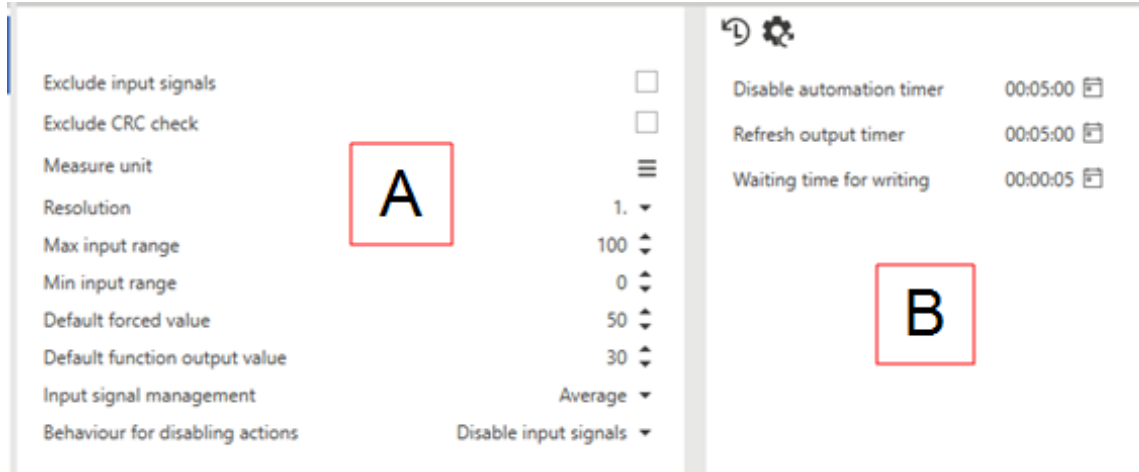 Exclude input signals
Exclude CRC check
Measure unit
Resolution 1.
Max input range 100
Min input range 0
Default forced value 50
Default function output value 30
Input signal management Average
Behaviour for disabling actions Disable input signals
A
Disable automation timer 00:05:00
Refresh output timer 00:05:00
Waiting time for writing 00:00:05
B